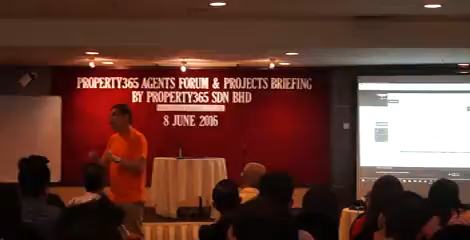 PROPERTY365 AGENTS FORUM & PROJECTS BRIEFING
BY PROPERTY365 SDN BHD
8 JUNE 2016